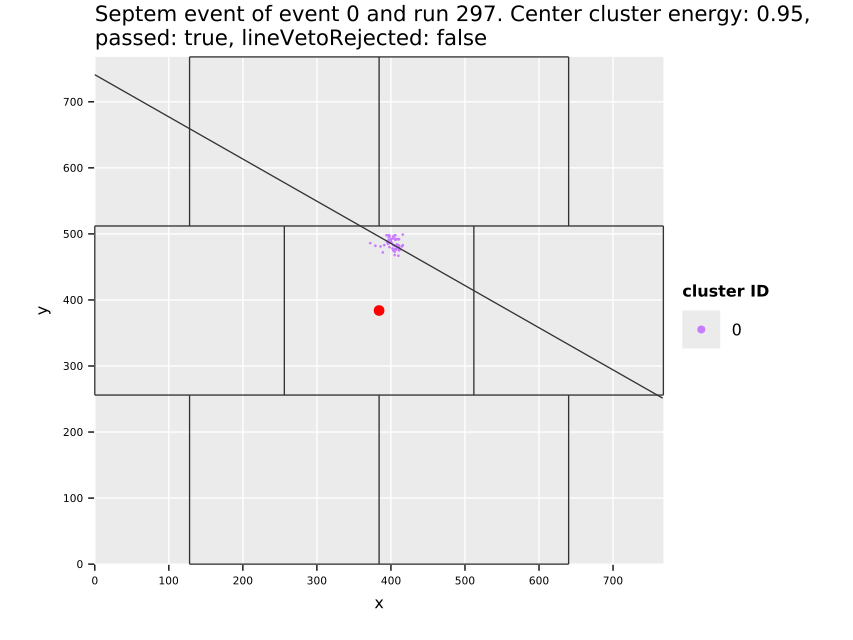 Septem event of event 0 and run 297. Center cluster energy: 0.95,
passed: true, lineVetoRejected: false
700
600
500
400
300
200
100
0
y
0 100 200 300 400 500 600 700
x
cluster ID
0